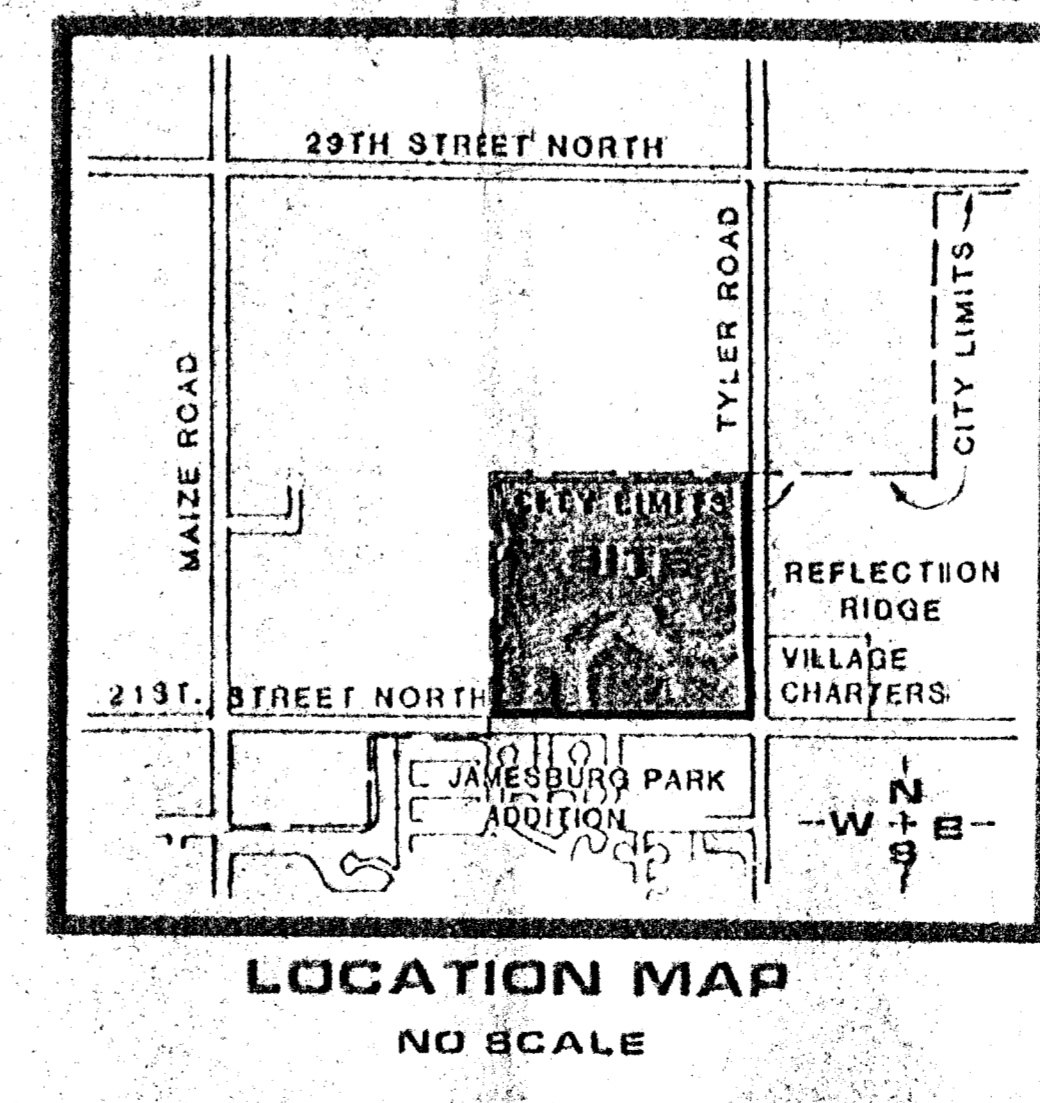 29TH STREET NORTH
TYLER ROAD
CITY LIMITS
MAIZE ROAD
CITY LIMITS
SITE
REFLECTION
RIDGE
VILLAGE
CHARTERS
21ST. STREET NORTH
JAMESBURG PARK
ADDITION
N
W E
S
LOCATION MAP
NO SCALE